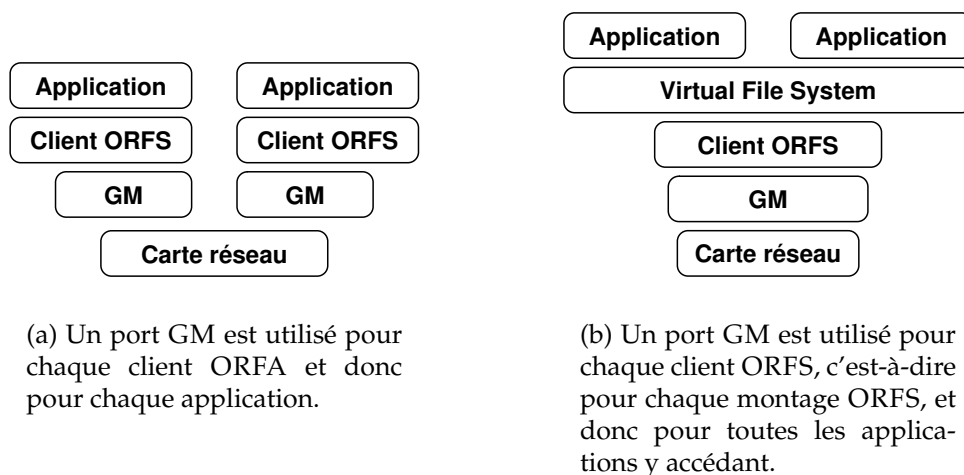 Application
Application
Client ORFS
Client ORFS
GM
GM
Carte réseau
(a) Un port GM est utilisé pour
chaque client ORFA et donc
pour chaque application.
Application
Application
Virtual File System
Client ORFS
GM
Carte réseau
(b) Un port GM est utilisé pour
chaque client ORFS, c'est-à-dire
pour chaque montage ORFS, et
donc pour toutes les applica-
tions y accédant.